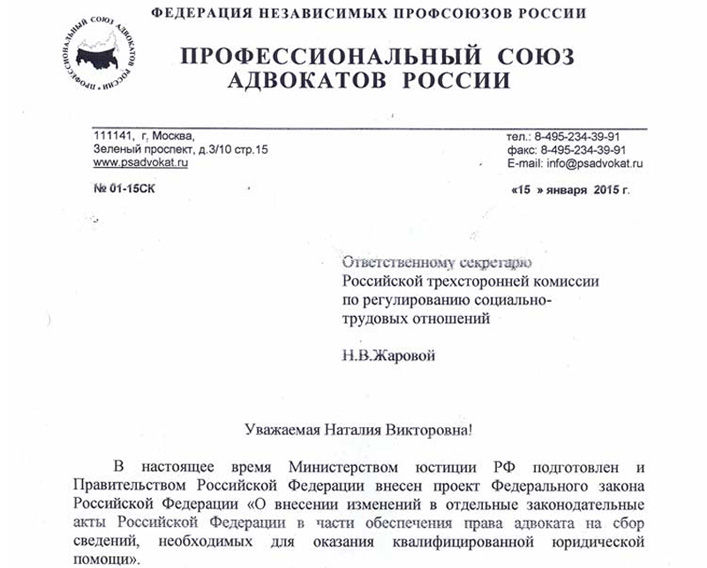 ФЕДЕРАЦИЯ НЕЗАВИСИМЫХ ПРОФСОЮЗОВ РОССИИ
ПРОФЕССИОНАЛЬНЫЙ СОЮЗ АДВОКАТОВ РОССИИ
ПРОФЕССИОНАЛЬНЫЙ СОЮЗ
АДВОКАТОВ РОССИИ
111141, г. Москва,
Зеленый проспект, д.3/10 стр.15
www.psadvokat.ru
тел.: 8-495-234-39-91
факс: 8-495-234-39-91
E-mail: info@psadvokat.ru
№ 01-15СК
«15 » января 2015 г.
Ответственному секретарю
Российской трехсторонней комиссии
по регулированию социально-
трудовых отношений
Н.В.Жаровой
Уважаемая Наталия Викторовна!
В настоящее время Министерством юстиции РФ подготовлен и
Правительством Российской Федерации внесен проект Федерального закона
Российской Федерации «О внесении изменений в отдельные законодательные
акты Российской Федерации в части обеспечения права адвоката на сбор
сведений, необходимых для оказания квалифицированной юридической
помощи».